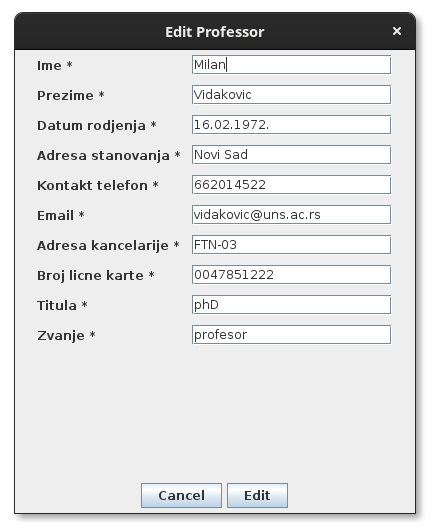 Edit Professor ×
Ime * Milan
Prezime * Vidakovic
Datum rodjenja * 16.02.1972.
Adresa stanovanja * Novi Sad
Kontakt telefon * 662014522
Email * vidakovic@uns.ac.rs
Adresa kancelarije * FTN-03
Broj licne karte * 0047851222
Titula * phD
Zvanje * profesor
Cancel Edit